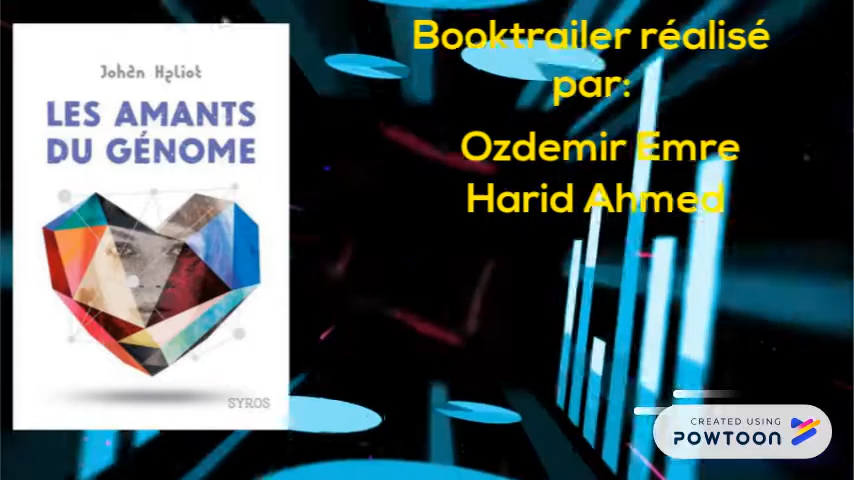 Johan Heliot
LES AMANTS
DU GÉNOME
SYROS
Booktrailer réalisé
par:
Ozdemir Emre
Harid Ahmed
CREATED USING
POWTOON